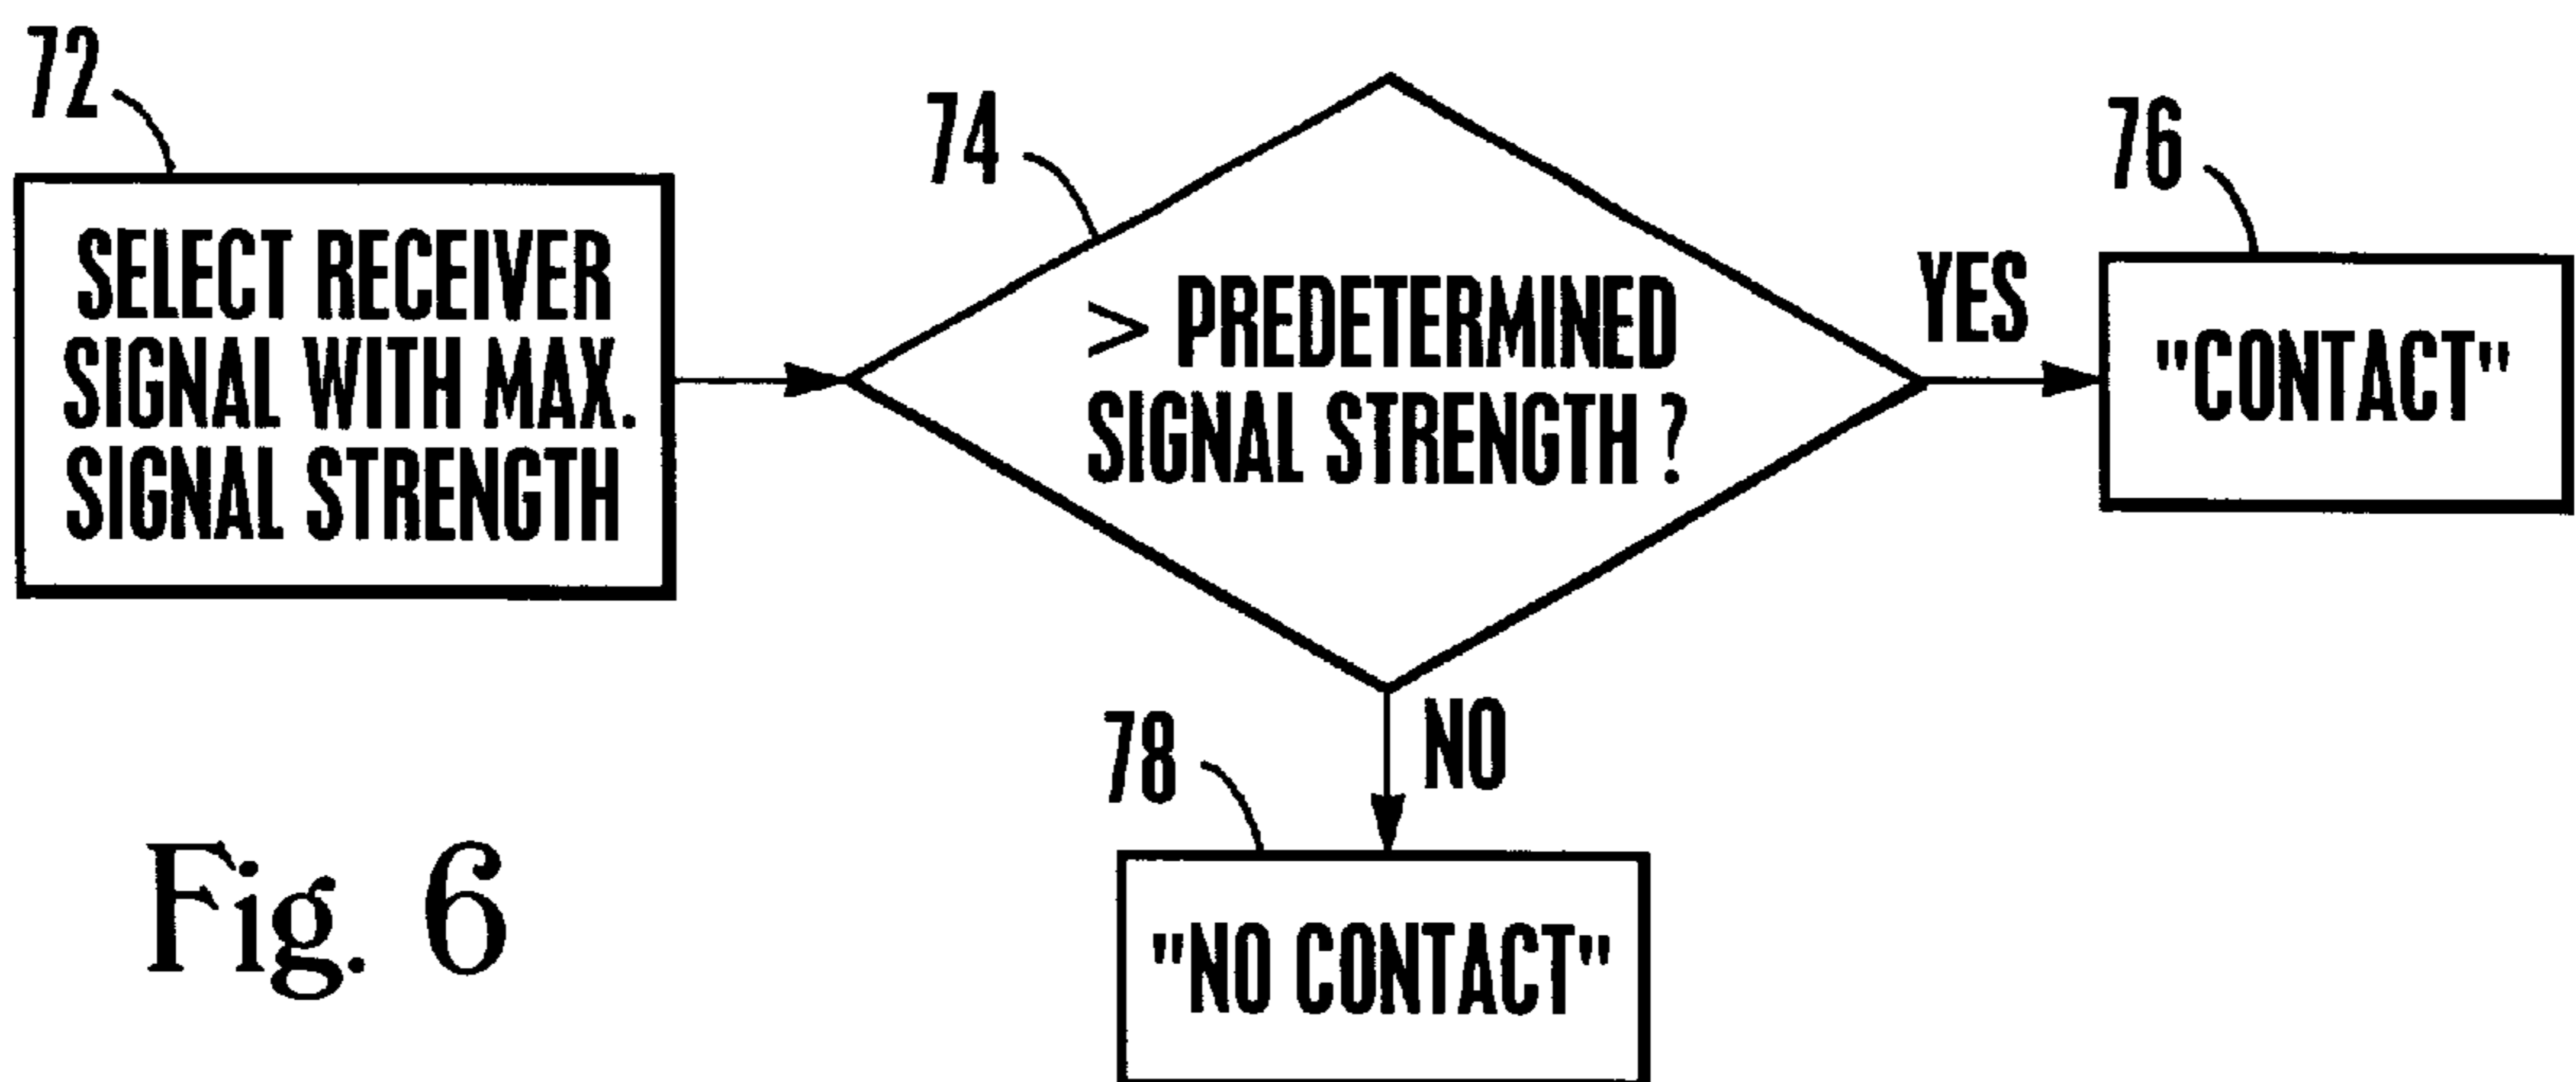 72
SELECT RECEIVER
SIGNAL WITH MAX.
SIGNAL STRENGTH
74
> PREDETERMINED
SIGNAL STRENGTH ?
YES
76
"CONTACT"
NO
78
"NO CONTACT"
Fig. 6